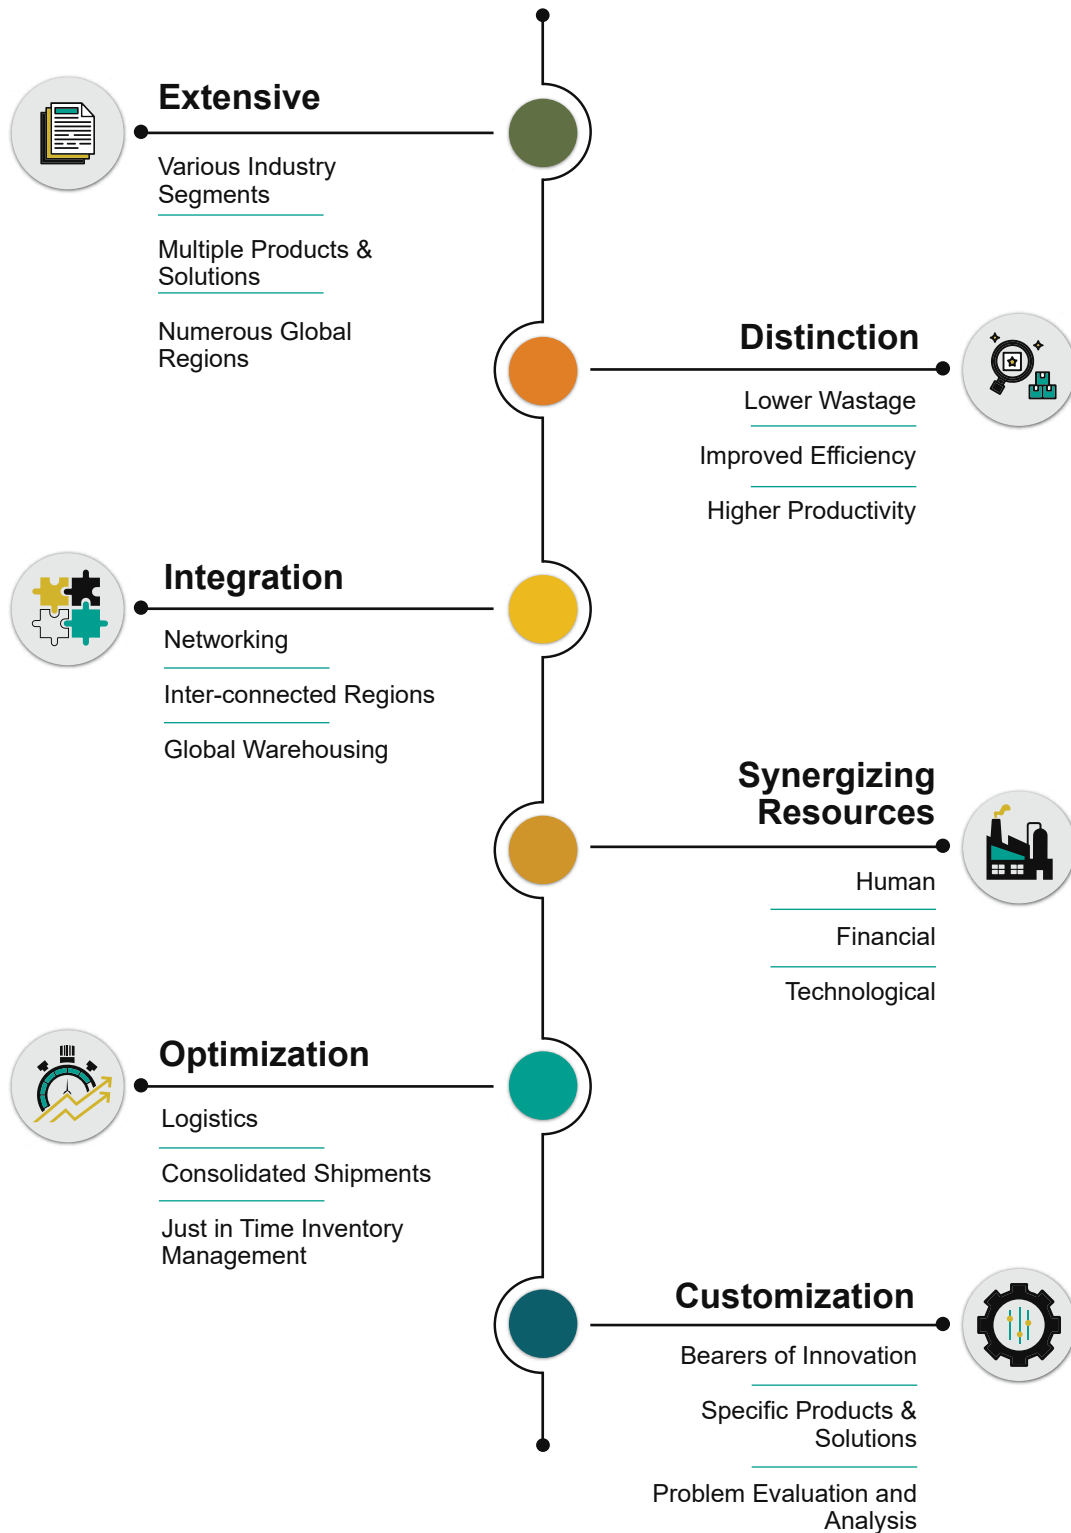 Extensive
Various Industry
Segments
Multiple Products &
Solutions
Numerous Global
Regions
Distinction
Lower Wastage
Improved Efficiency
Higher Productivity
Integration
Networking
Inter-connected Regions
Global Warehousing
Synergizing
Resources
Human
Financial
Technological
Optimization
Logistics
Consolidated Shipments
Just in Time Inventory
Management
Customization
Bearers of Innovation
Specific Products &
Solutions
Problem Evaluation and
Analysis